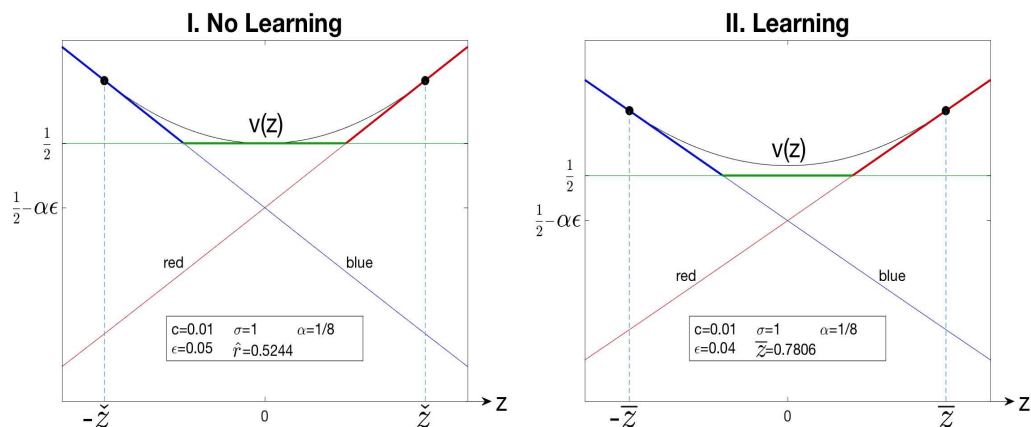 I. No Learning
v(z)
1/2
1/2 − αϵ
red
blue
c=0.01 σ=1 α=1/8
ϵ=0.05 r̂=0.5244
−ž 0 ž z
II. Learning
v(z)
1/2
1/2 − αϵ
red
blue
c=0.01 σ=1 α=1/8
ϵ=0.04 z̅=0.7806
−z̅ 0 z̅ z